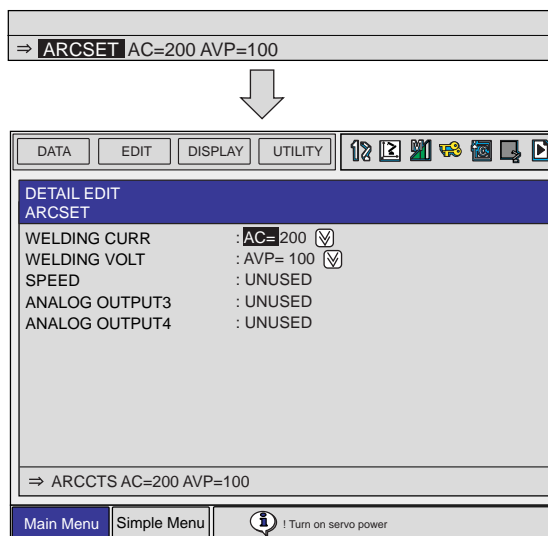 ⇒ ARCSET AC=200 AVP=100
DATA EDIT DISPLAY UTILITY
DETAIL EDIT
ARCSET
WELDING CURR : AC= 200
WELDING VOLT : AVP= 100
SPEED : UNUSED
ANALOG OUTPUT3 : UNUSED
ANALOG OUTPUT4 : UNUSED
⇒ ARCCTS AC=200 AVP=100
Main Menu Simple Menu ! Turn on servo power